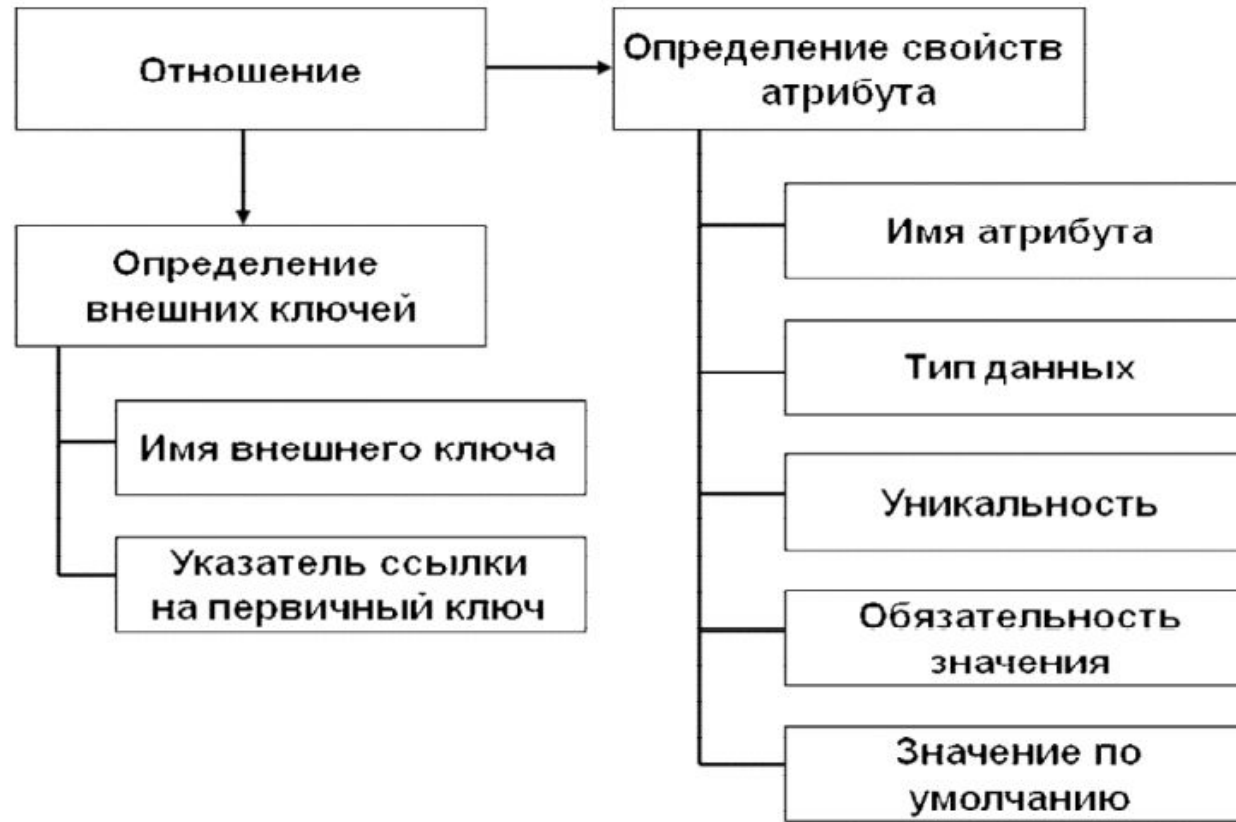 Отношение
Определение свойств
атрибута
Определение
внешних ключей
Имя внешнего ключа
Указатель ссылки
на первичный ключ
Имя атрибута
Тип данных
Уникальность
Обязательность
значения
Значение по
умолчанию